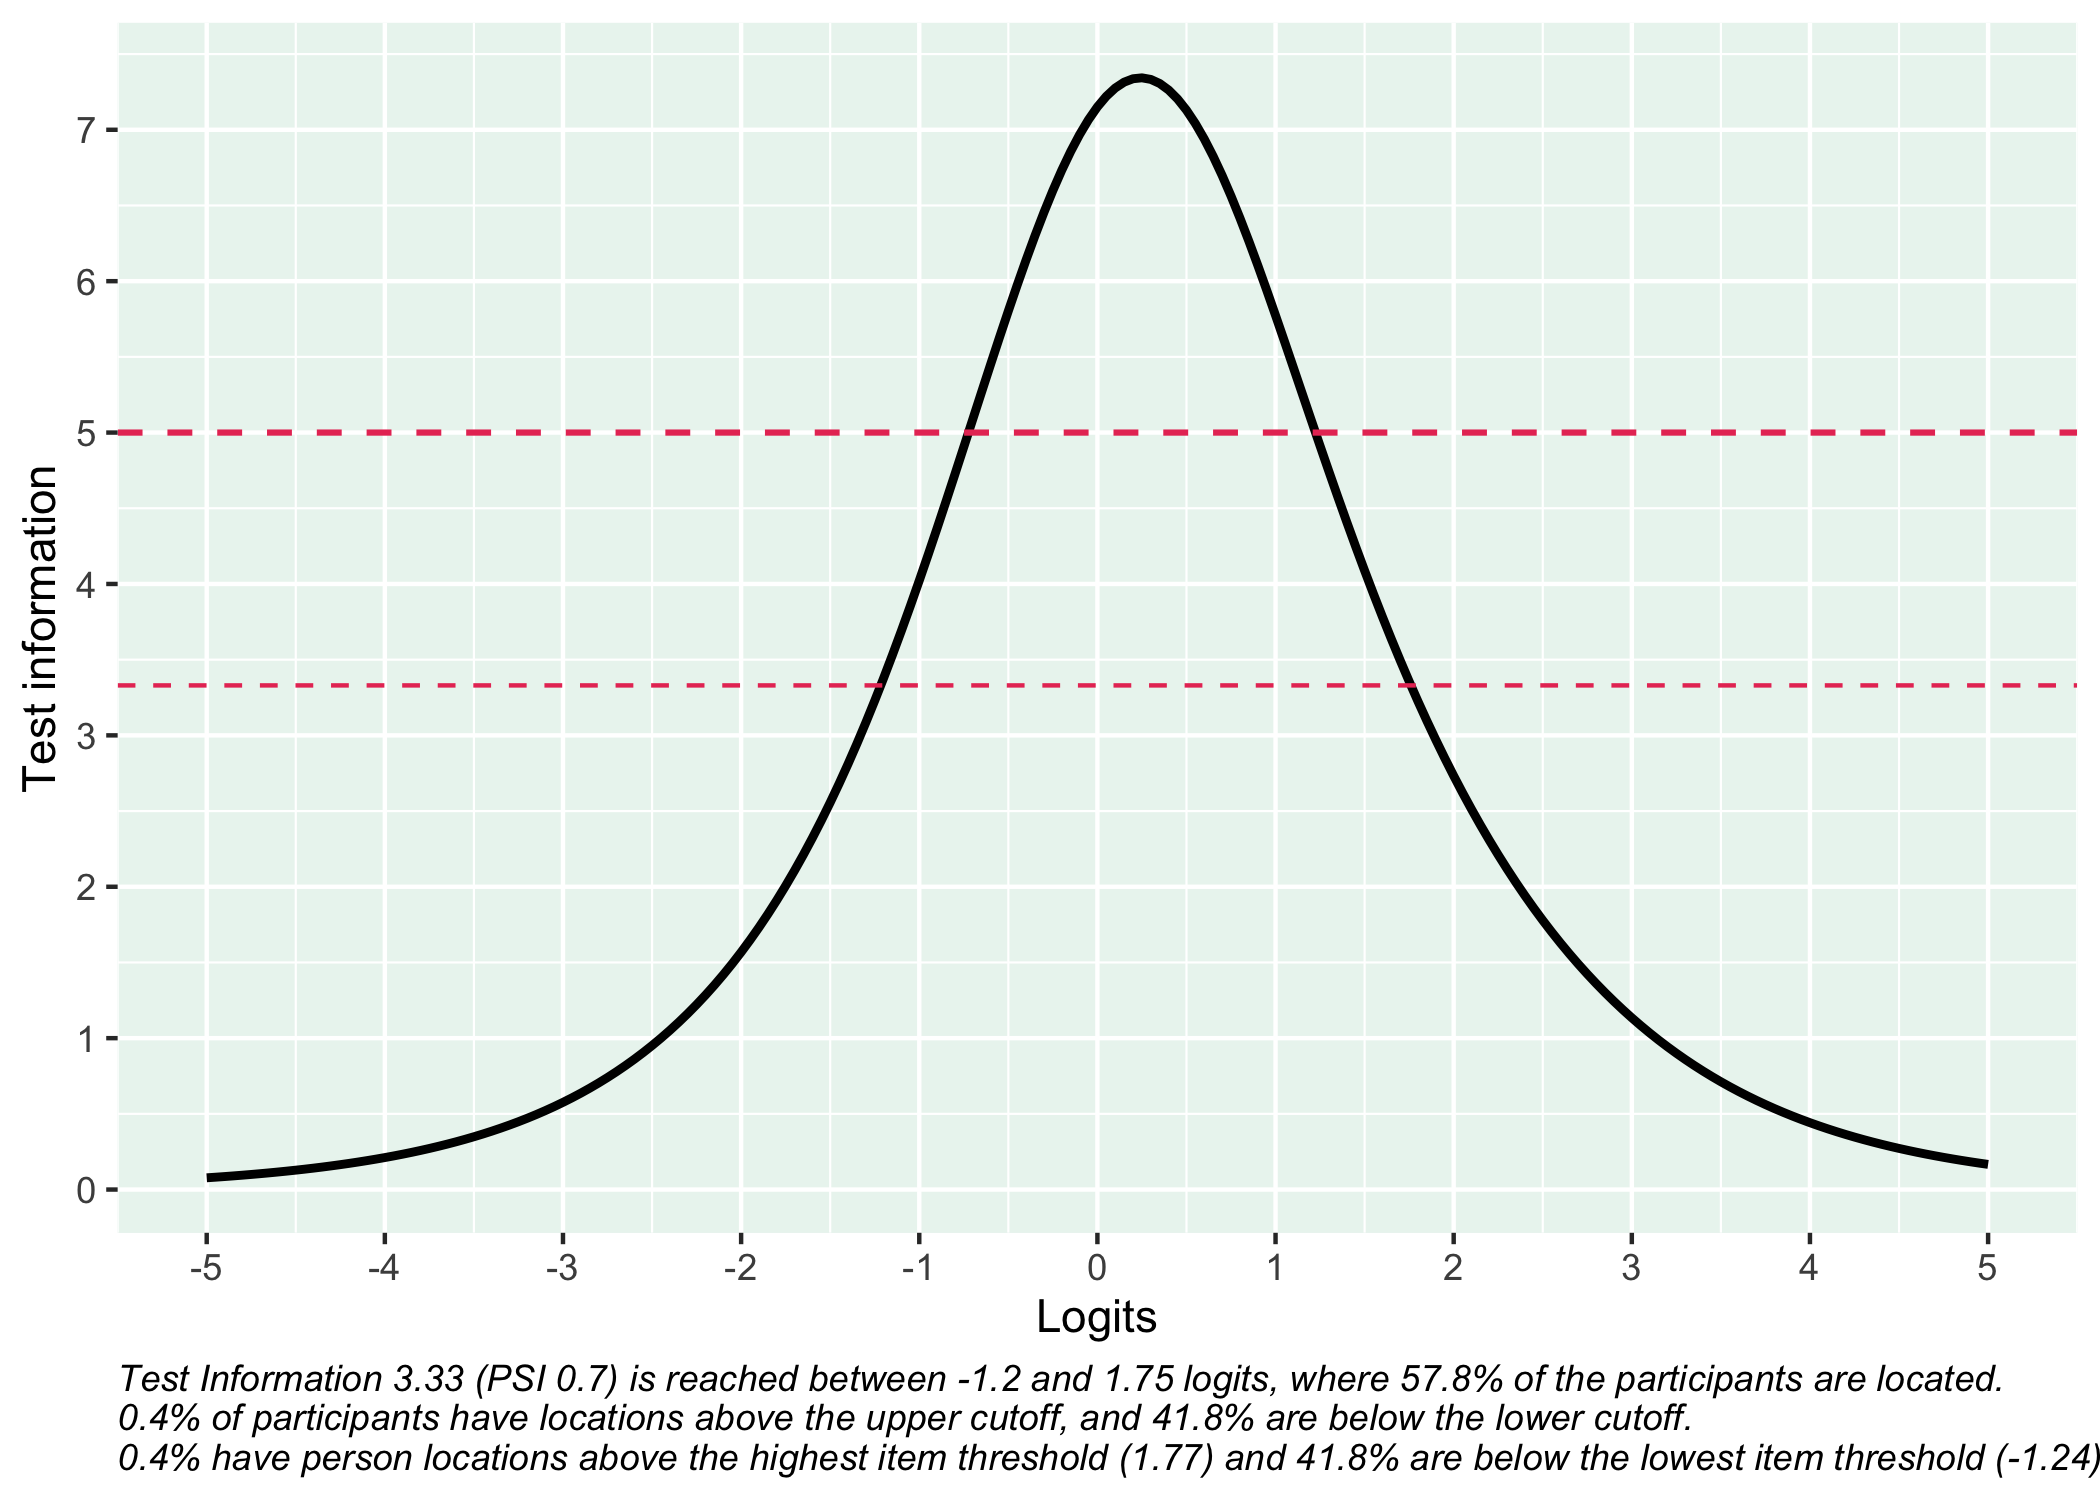 7
6
5
4
3
2
1
0
Test information
-5 -4 -3 -2 -1 0 1 2 3 4 5
Logits
Test Information 3.33 (PSI 0.7) is reached between -1.2 and 1.75 logits, where 57.8% of the participants are located.
0.4% of participants have locations above the upper cutoff, and 41.8% are below the lower cutoff.
0.4% have person locations above the highest item threshold (1.77) and 41.8% are below the lowest item threshold (-1.24)